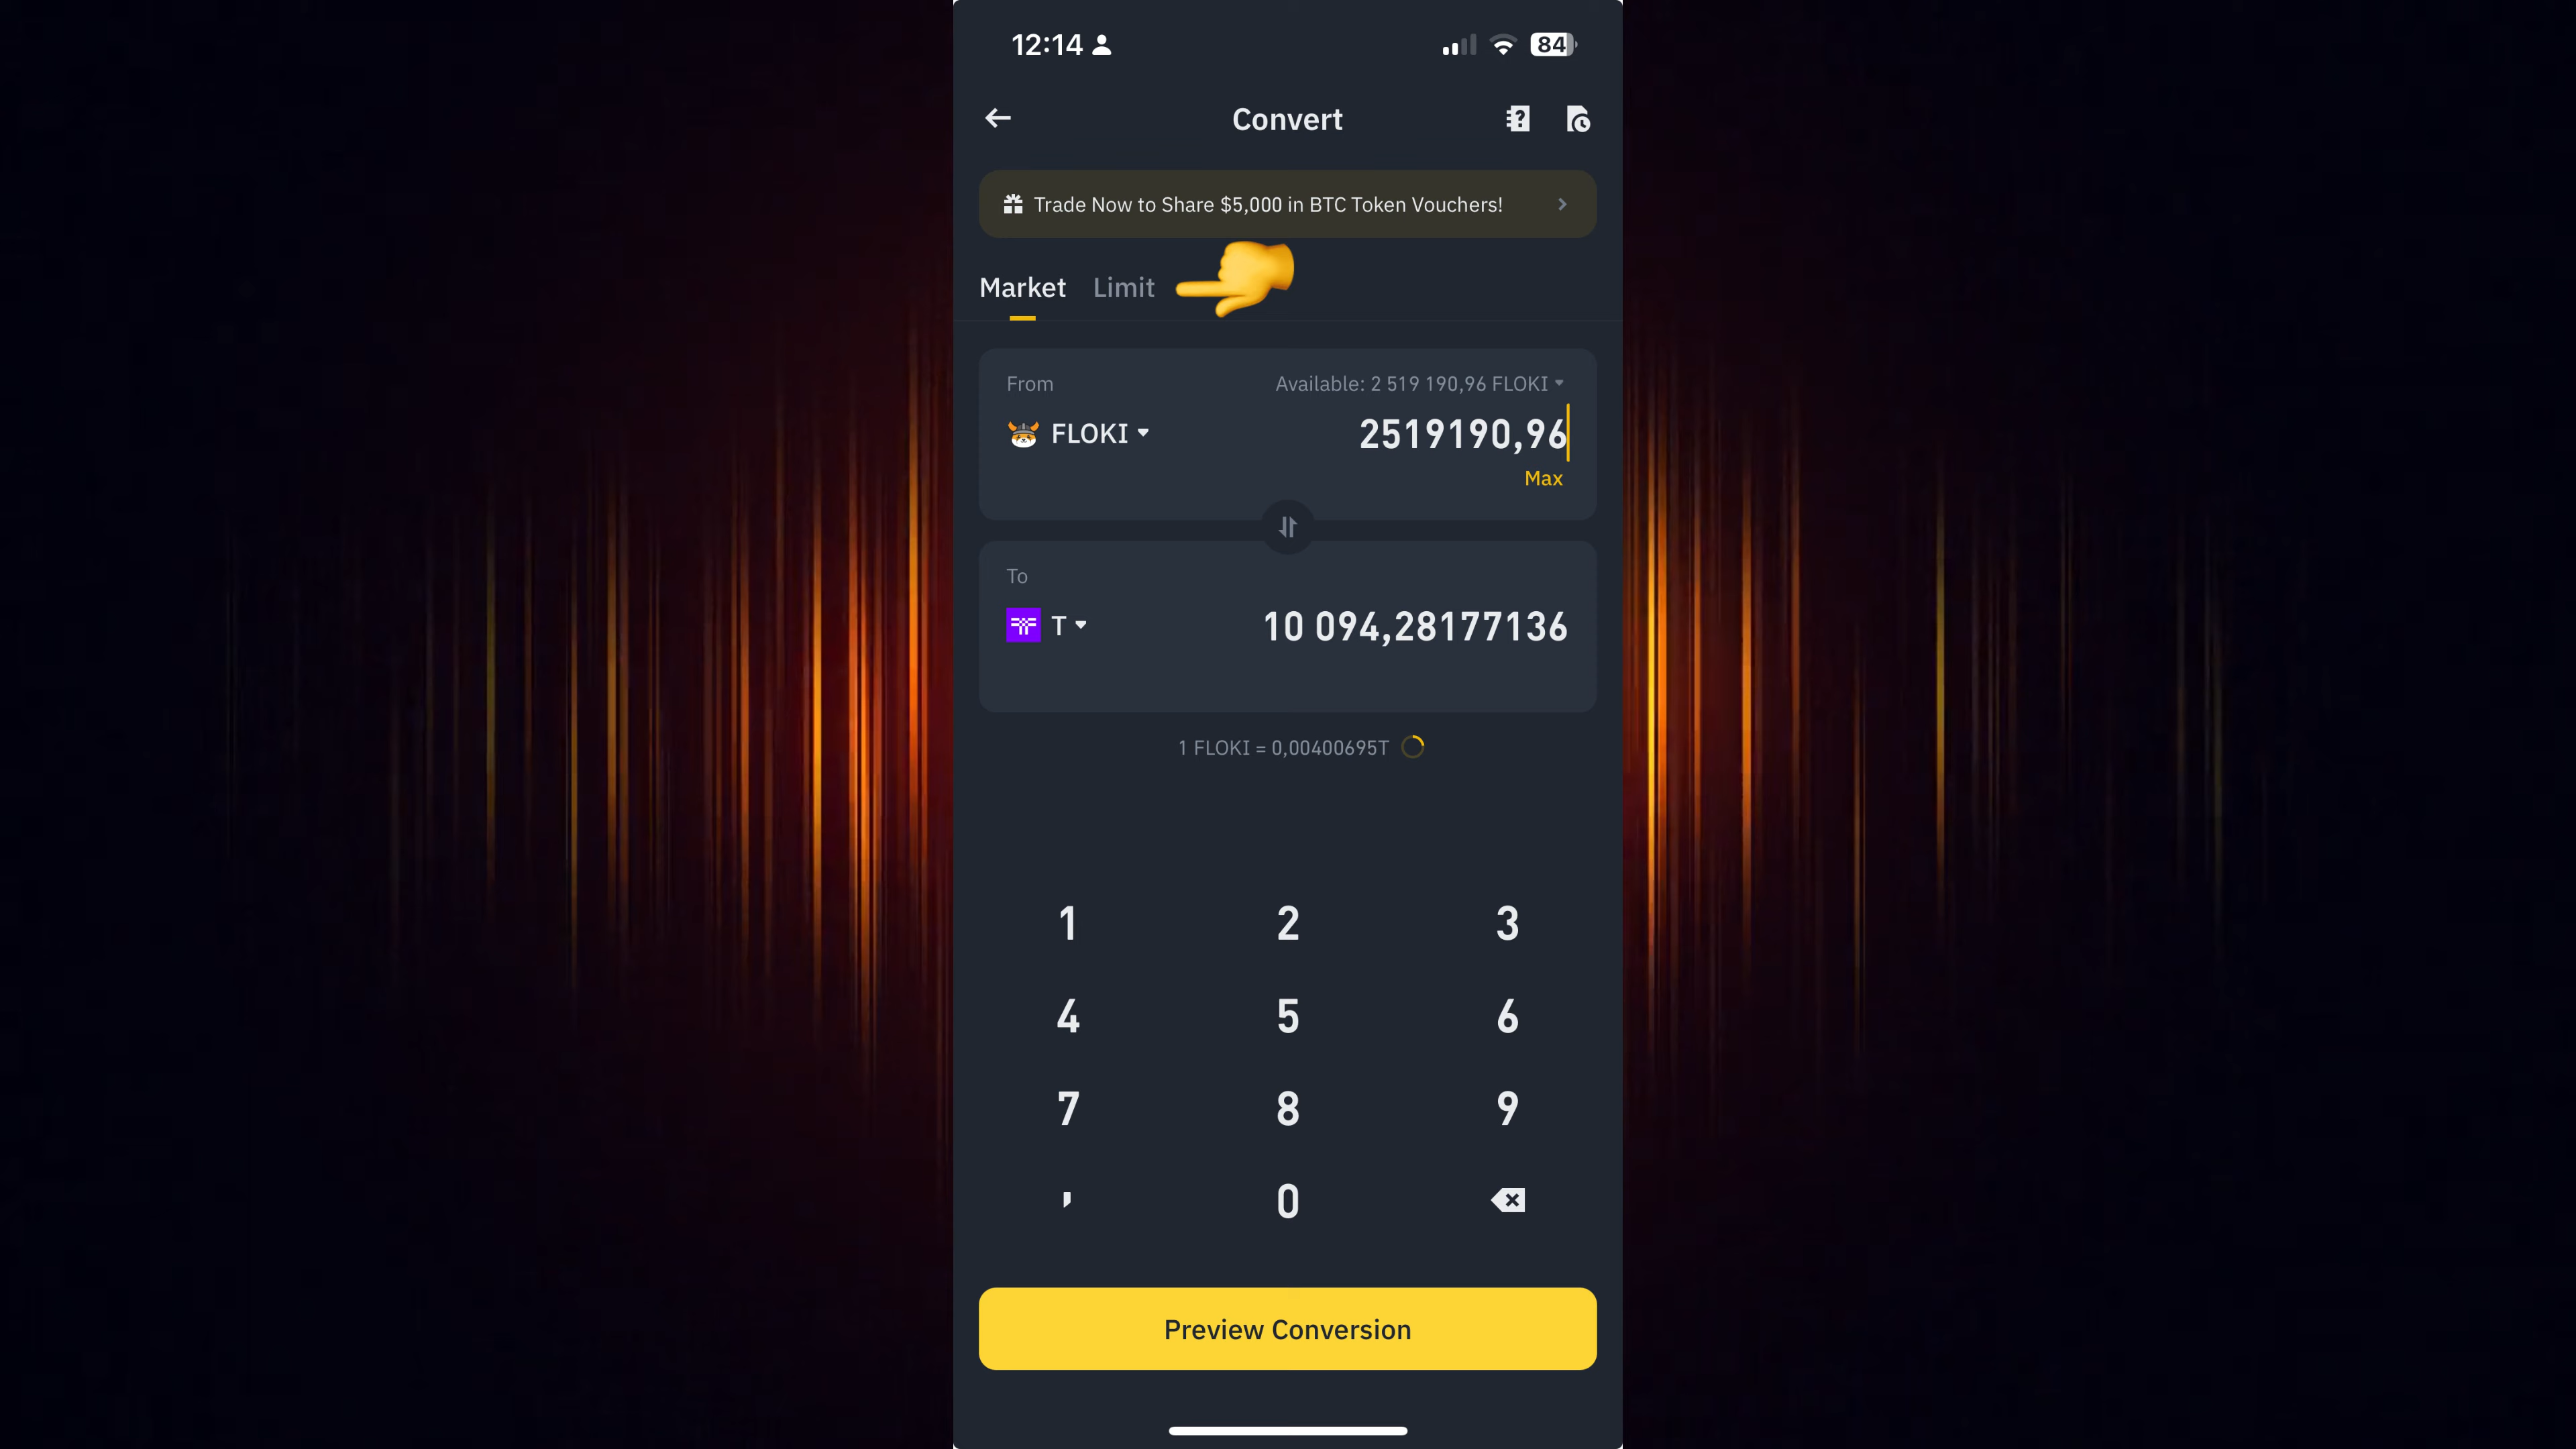 12:14
84
Convert
Trade Now to Share $5,000 in BTC Token Vouchers!
Market Limit
From Available: 2 519 190,96 FLOKI
FLOKI 2519190,96
Max
To
T 10 094,28177136
1 FLOKI = 0,00400695T
1 2 3
4 5 6
7 8 9
, 0
Preview Conversion